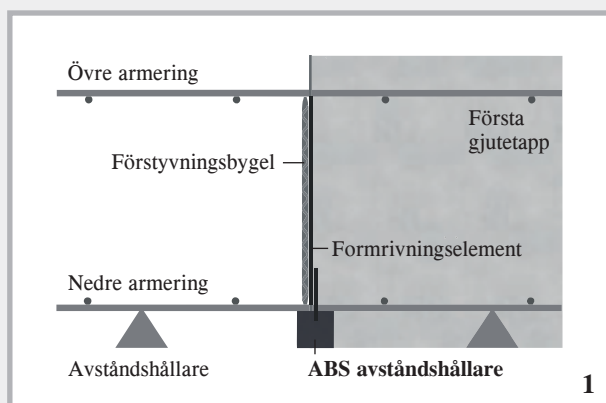 Övre armering
Första
gjutetapp
Förstyvningsbygel
Formrivningselement
Nedre armering
Avståndshållare
ABS avståndshållare
1